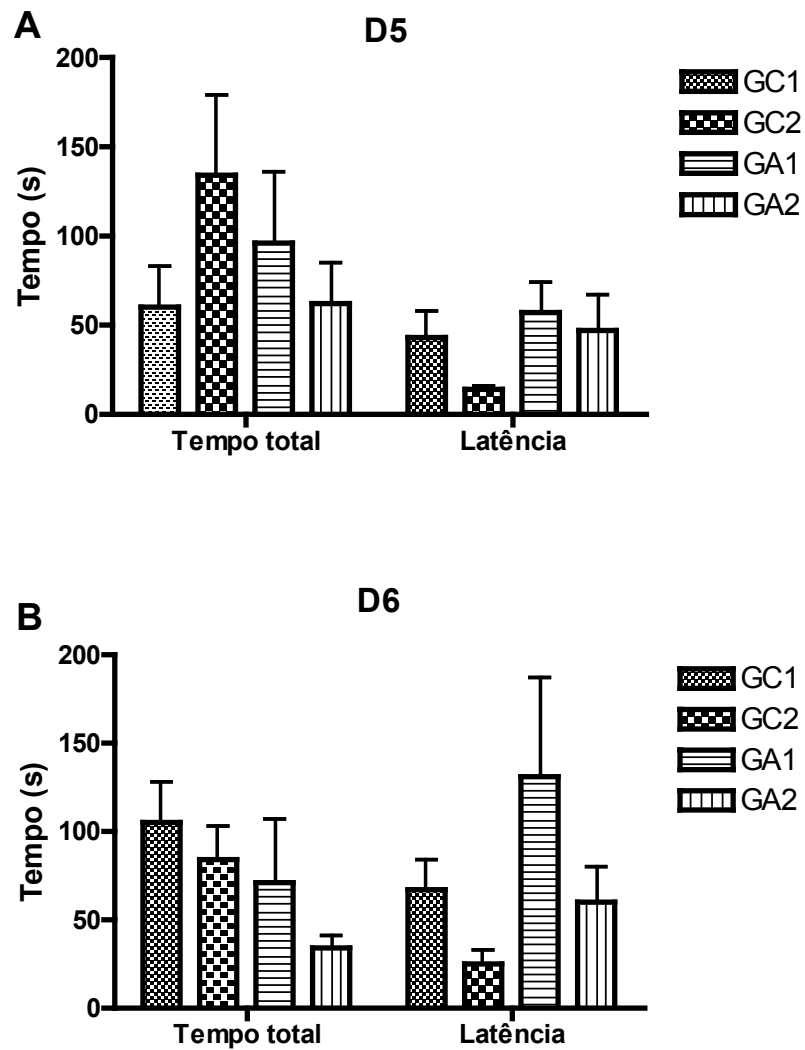 A
D5
200
150
100
50
0
Tempo (s)
Tempo total
Latência
GC1
GC2
GA1
GA2
B
D6
200
150
100
50
0
Tempo (s)
Tempo total
Latência
GC1
GC2
GA1
GA2